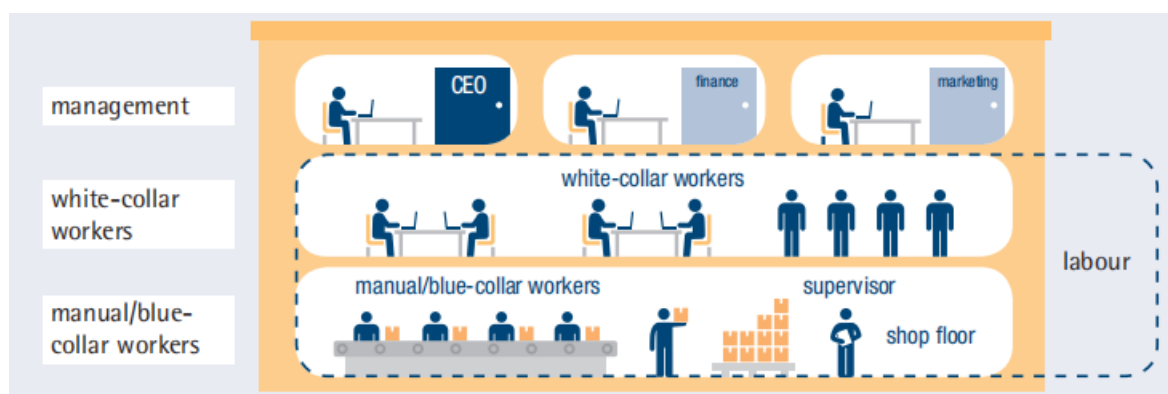 management
CEO
finance
marketing
white-collar
workers
white-collar workers
labour
manual/blue-
collar workers
manual/blue-collar workers
supervisor
shop floor